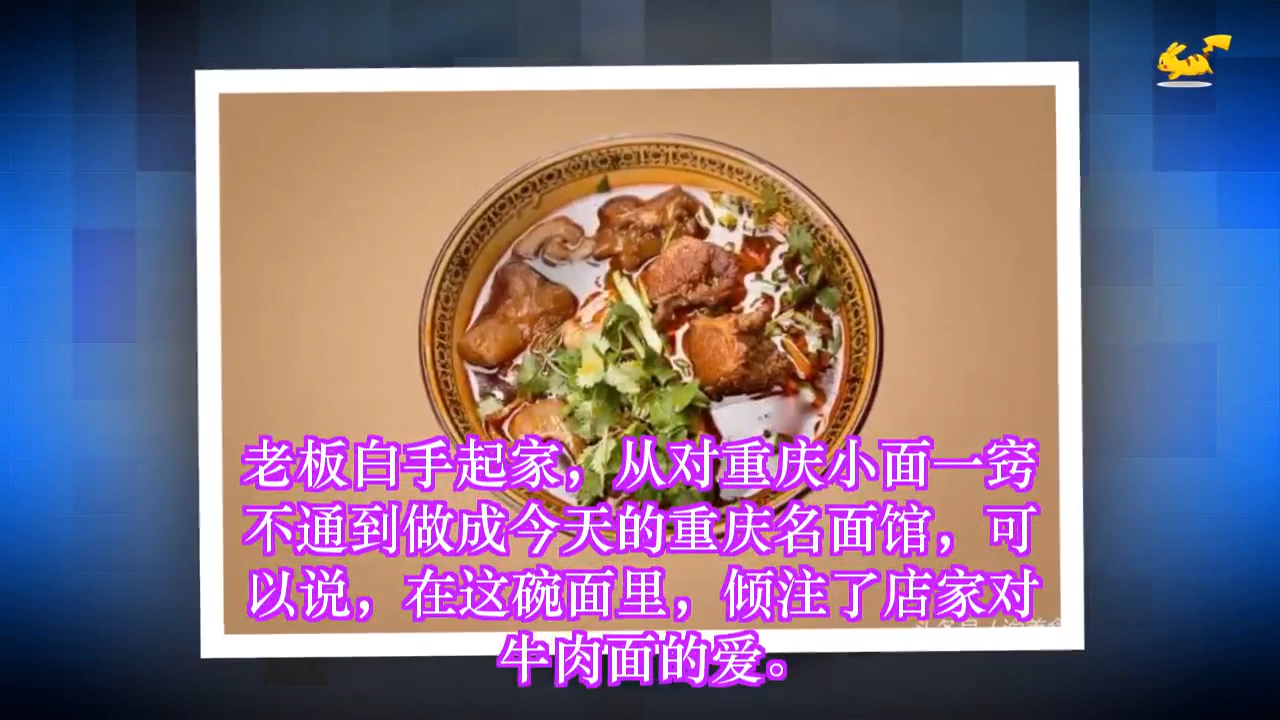 老板白手起家，从对重庆小面一窍
不通到做成今天的重庆名面馆，可
以说，在这碗面里，倾注了店家对
牛肉面的爱。